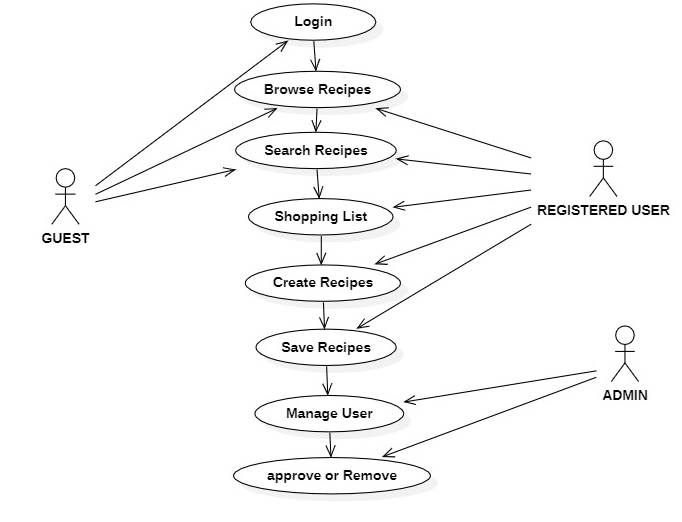 Login
Browse Recipes
Search Recipes
GUEST
REGISTERED USER
Shopping List
Create Recipes
Save Recipes
ADMIN
Manage User
approve or Remove